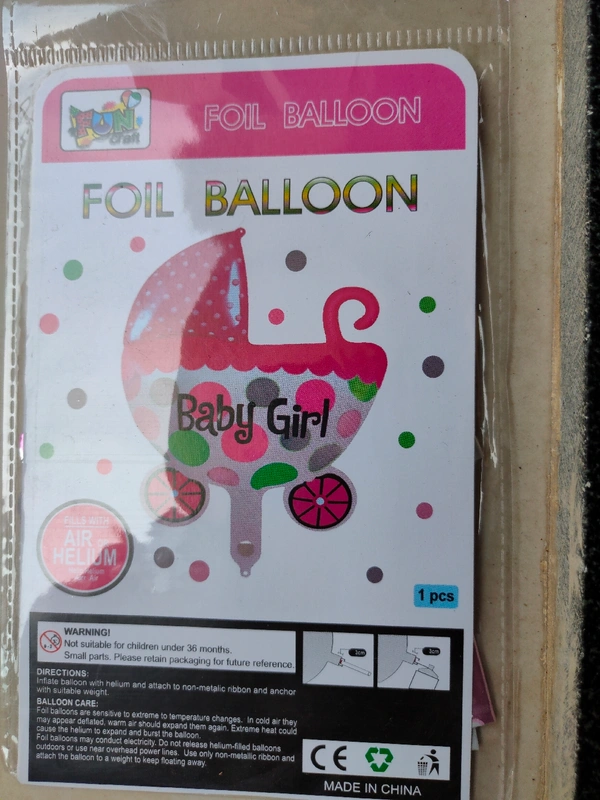 FUN
craft
FOIL BALLOON
FOIL BALLOON
Baby Girl
FILLS WITH
AIR OR
HELIUM
Air
1 pcs
WARNING!
Not suitable for children under 36 months.
Small parts. Please retain packaging for future reference.
1cm
1cm
DIRECTIONS:
Inflate balloon with helium and attach to non-metalic ribbon and anchor
with suitable weight.
BALLOON CARE:
Foil balloons are sensitive to extreme to temperature changes. In cold air they
may appear deflated, warm air should expand them again. Extreme heat could
cause the helium to expand and burst the balloon.
Foil balloons may conduct electricity. Do not release helium-filled balloons
outdoors or use near overhead power lines. Use only non-metallic ribbon and
attach the balloon to a weight to keep floating away.
CE
MADE IN CHINA